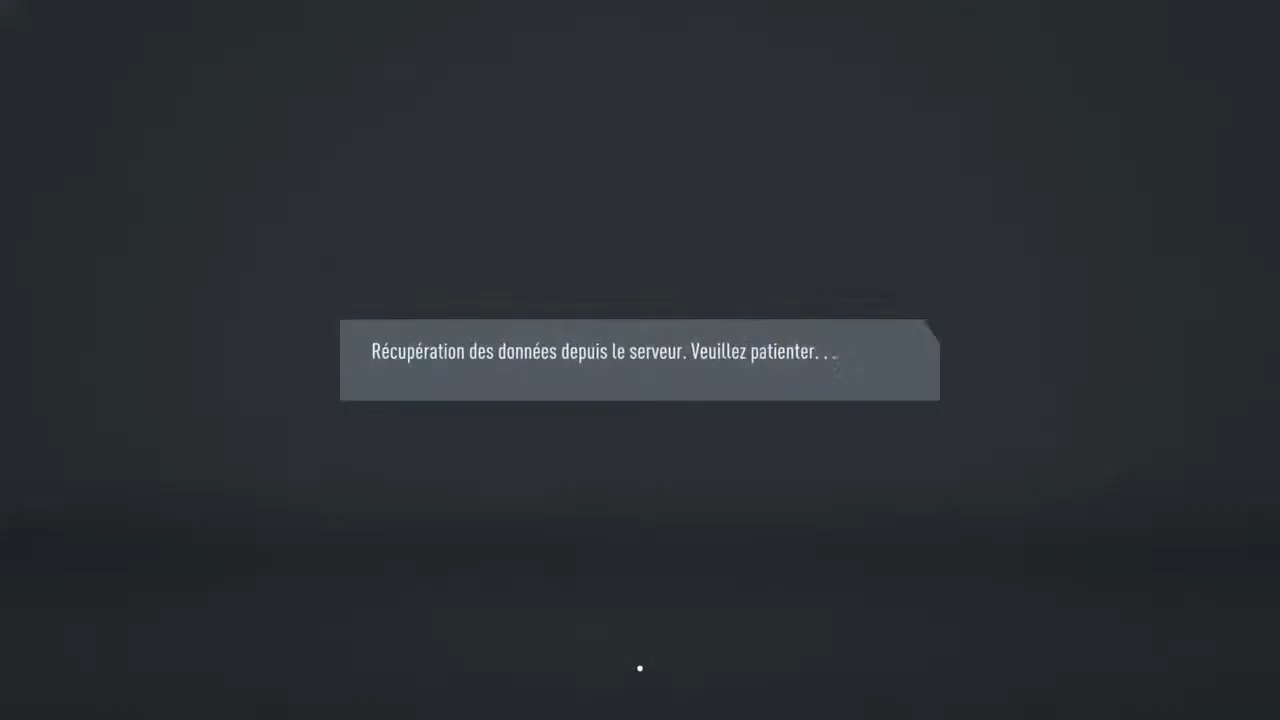 Récupération des données depuis le serveur. Veuillez patienter. . .